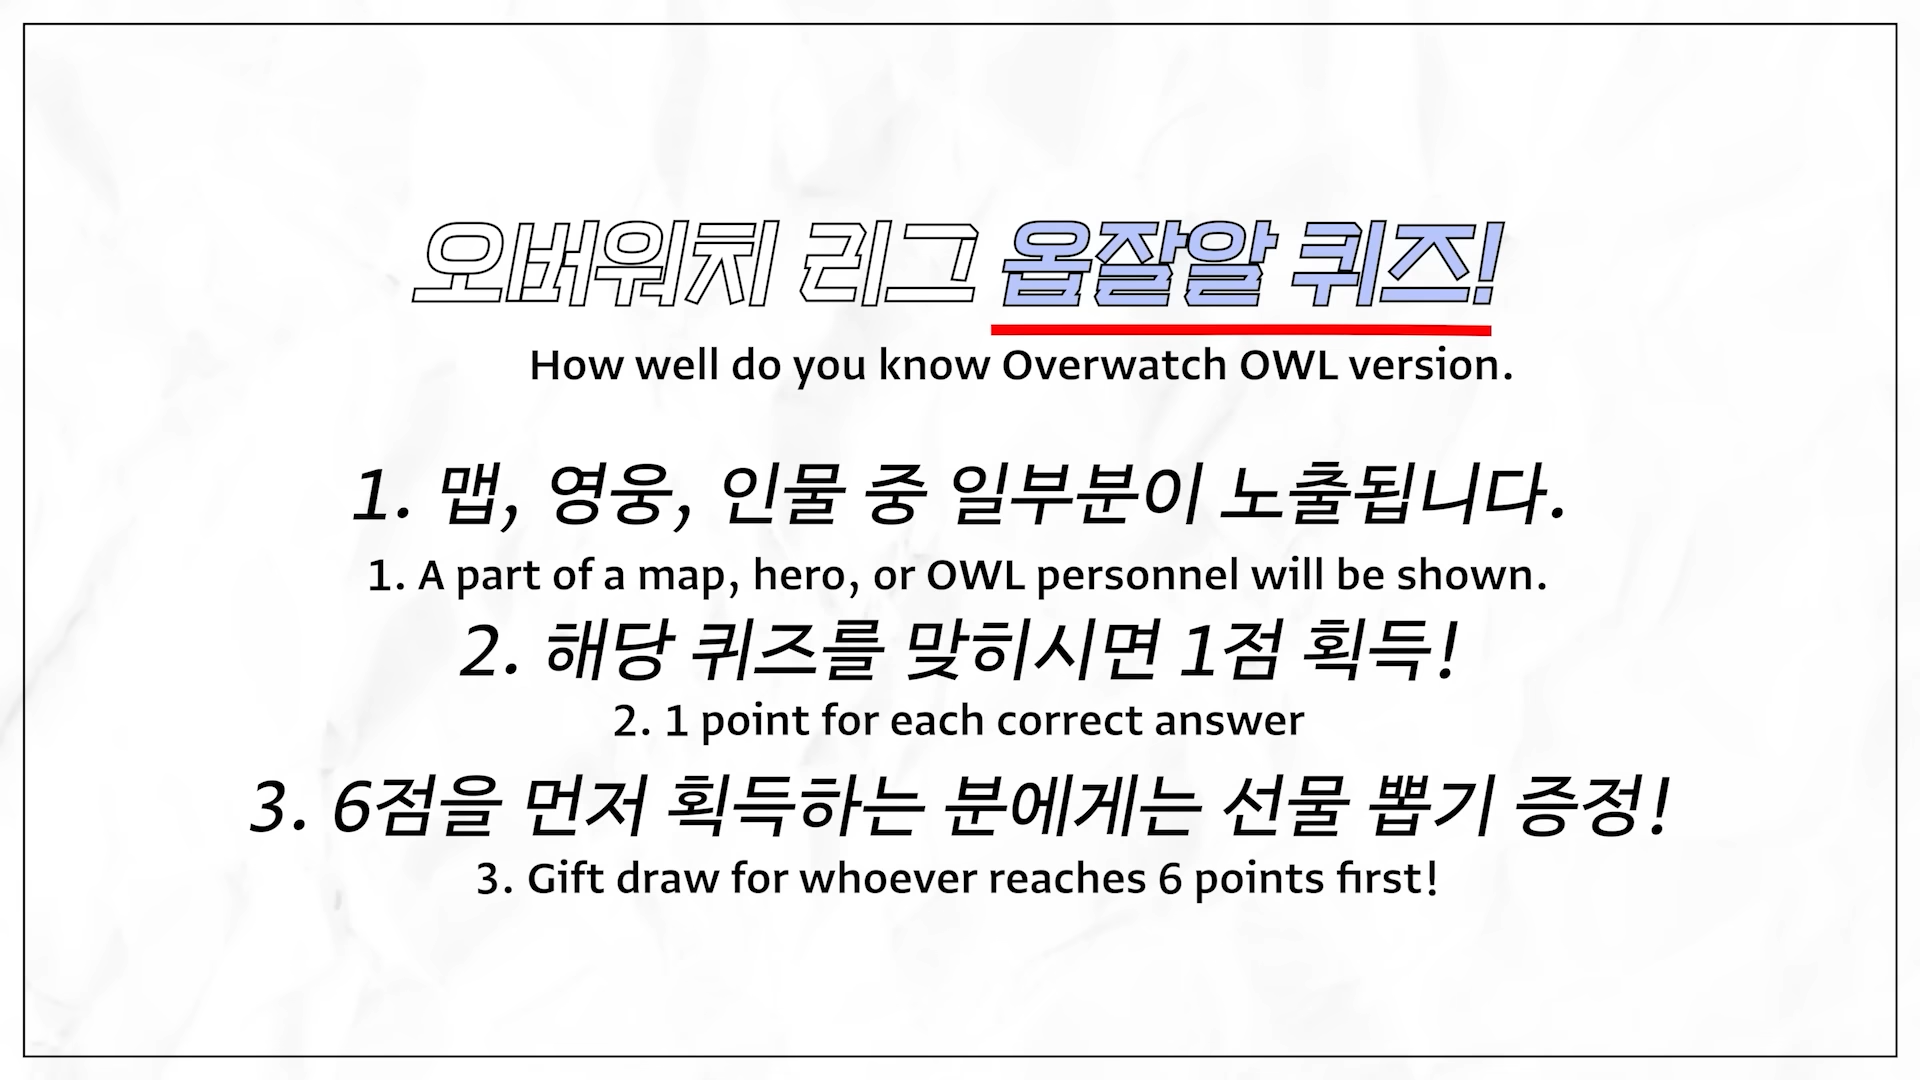 오버워치 리그 옵잘알 퀴즈!
How well do you know Overwatch OWL version.
1. 맵, 영웅, 인물 중 일부분이 노출됩니다.
1. A part of a map, hero, or OWL personnel will be shown.
2. 해당 퀴즈를 맞히시면 1점 획득!
2. 1 point for each correct answer
3. 6점을 먼저 획득하는 분에게는 선물 뽑기 증정!
3. Gift draw for whoever reaches 6 points first!